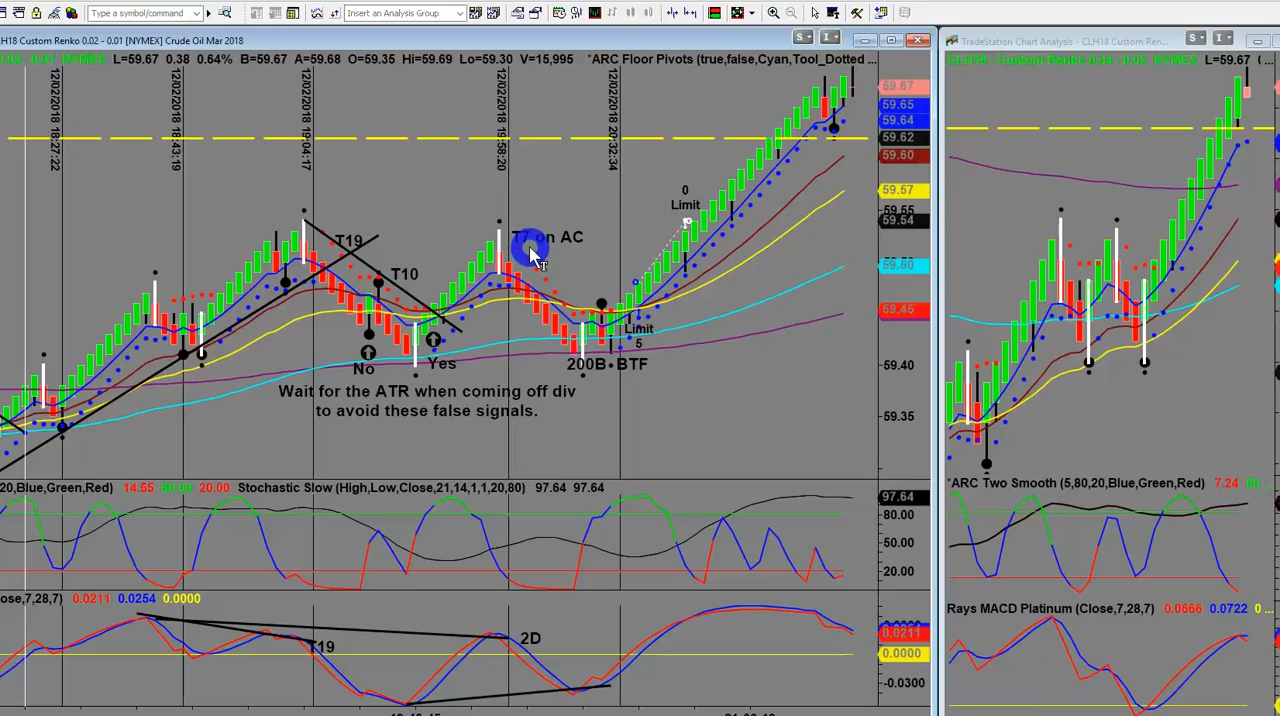 Type a symbol/command
Insert an Analysis Group
LH18 Custom Renko 0.02 - 0.01 [NYMEX] Crude Oil Mar 2018
S
I
TradeStation Chart Analysis - CLH18 Custom Ren...
S
I
0.02 - 0.01 NYMEX L=59.67 0.38 0.64% B=59.67 A=59.68 O=59.35 Hi=59.69 Lo=59.30 V=15,995 *ARC Floor Pivots (true,false,Cyan,Tool_Dotted ...
L=59.67
12/02/2018 18:27:22
12/02/2018 18:43:19
12/02/2018 19:04:17
12/02/2018 19:58:20
12/02/2018 20:32:34
59.67
59.65
59.64
59.62
59.60
59.57
59.55
59.54
59.50
59.45
59.40
59.35
0
Limit
T19
T7 on AC
T10
Limit
5
No
Yes
200B BTF
Wait for the ATR when coming off div
to avoid these false signals.
20,Blue,Green,Red) 14.55 80.00 20.00 Stochastic Slow (High,Low,Close,21,14,1,1,20,80) 97.64 97.64
97.64
80.00
50.00
20.00
*ARC Two Smooth (5,80,20,Blue,Green,Red) 7.24
lose,7,28,7) 0.0211 0.0254 0.0000
T19
2D
0.0211
0.0000
-0.0300
Rays MACD Platinum (Close,7,28,7) 0.0666 0.0722 0 ...